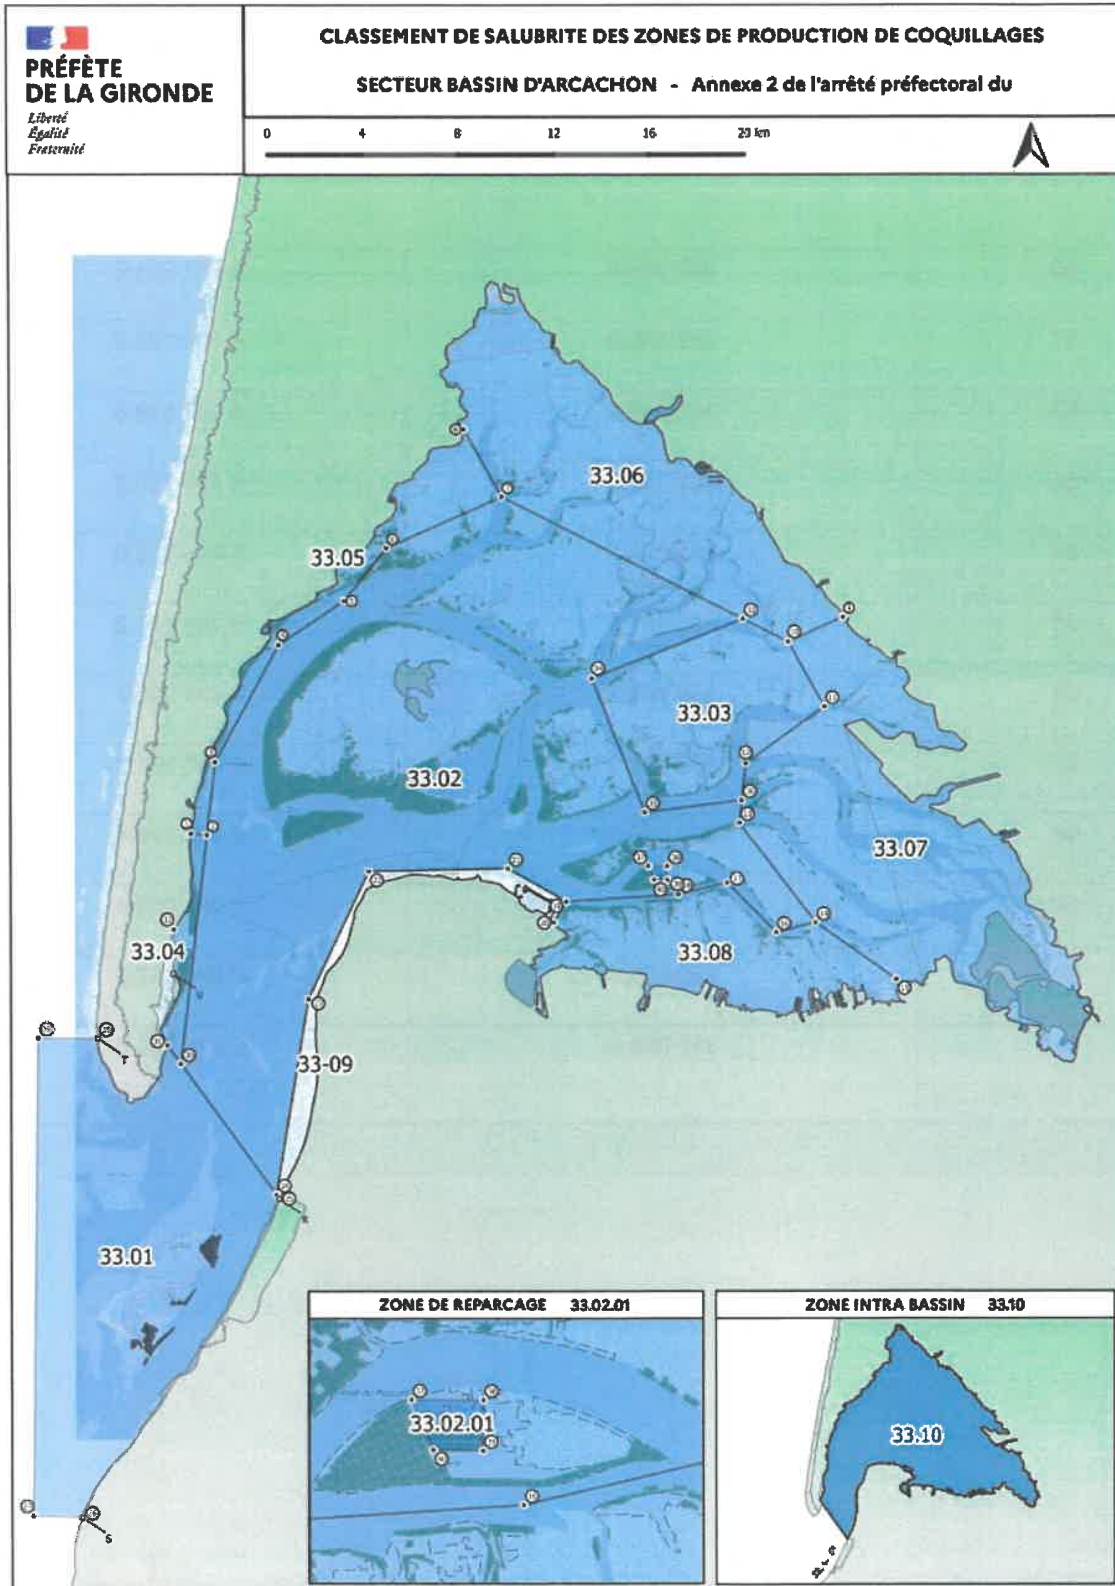 PRÉFÈTE
DE LA GIRONDE
Liberté
Égalité
Fraternité
CLASSEMENT DE SALUBRITE DES ZONES DE PRODUCTION DE COQUILLAGES
SECTEUR BASSIN D'ARCACHON - Annexe 2 de l'arrêté préfectoral du
0 4 8 12 16 20 km
33.06
33.05
33.03
33.02
33.07
33.04
33.08
T
33-09
33.01
S
ZONE DE REPARCAGE 33.02.01
33.02.01
ZONE INTRA BASSIN 33.10
33.10